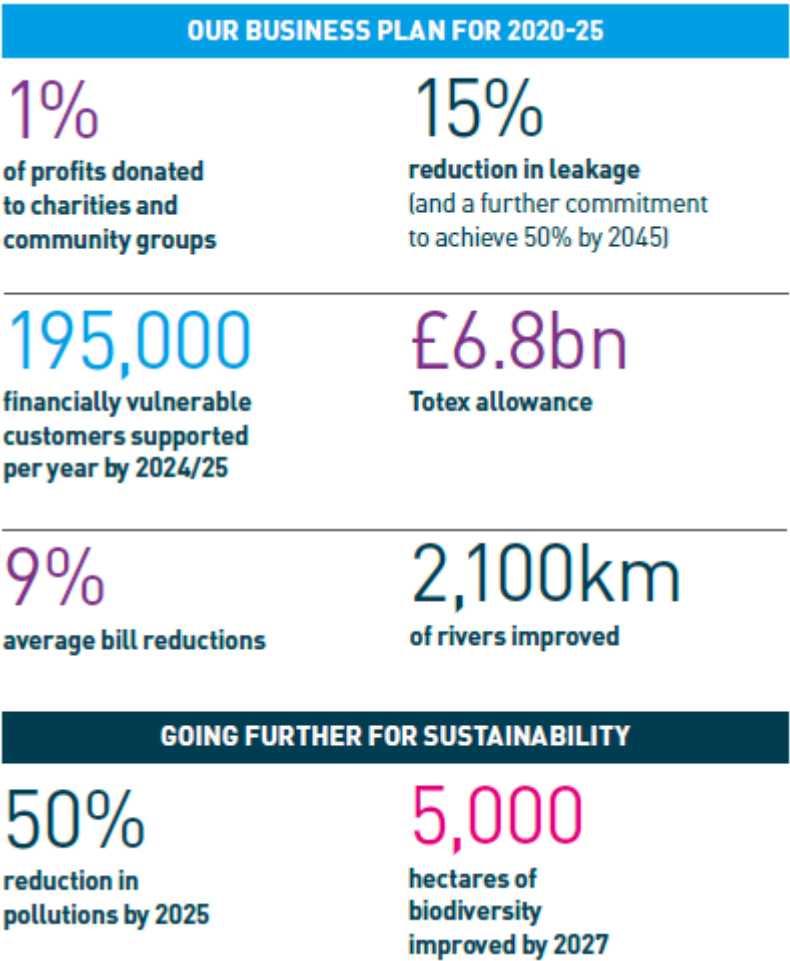 OUR BUSINESS PLAN FOR 2020-25
1%
of profits donated
to charities and
community groups
15%
reduction in leakage
(and a further commitment
to achieve 50% by 2045)
195,000
financially vulnerable
customers supported
per year by 2024/25
£6.8bn
Totex allowance
9%
average bill reductions
2,100km
of rivers improved
GOING FURTHER FOR SUSTAINABILITY
50%
reduction in
pollutions by 2025
5,000
hectares of
biodiversity
improved by 2027